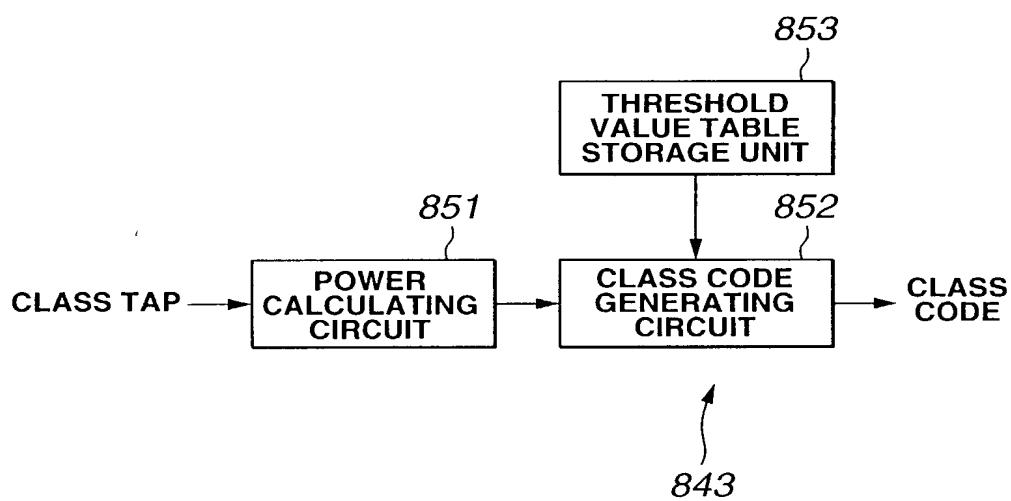 853
THRESHOLD
VALUE TABLE
STORAGE UNIT
851
852
CLASS TAP
POWER
CALCULATING
CIRCUIT
CLASS CODE
GENERATING
CIRCUIT
CLASS
CODE
843